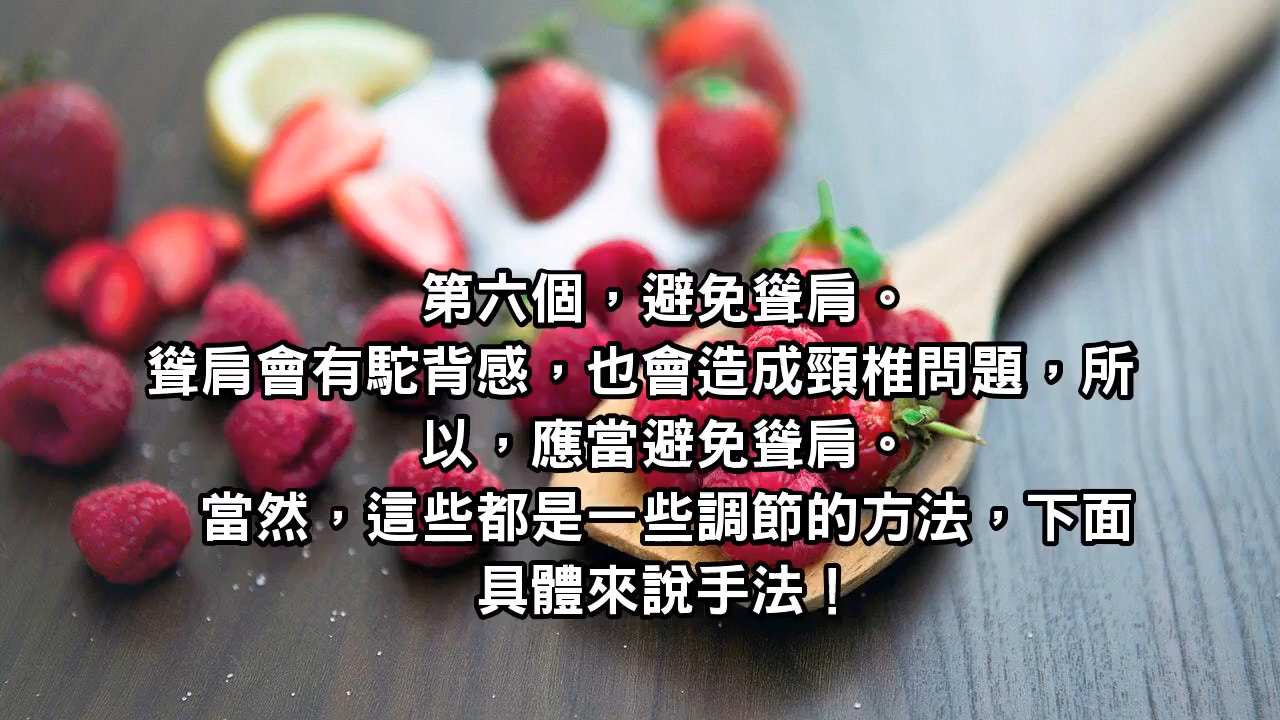 第六個，避免聳肩。
聳肩會有駝背感，也會造成頸椎問題，所
以，應當避免聳肩。
當然，這些都是一些調節的方法，下面
具體來說手法！